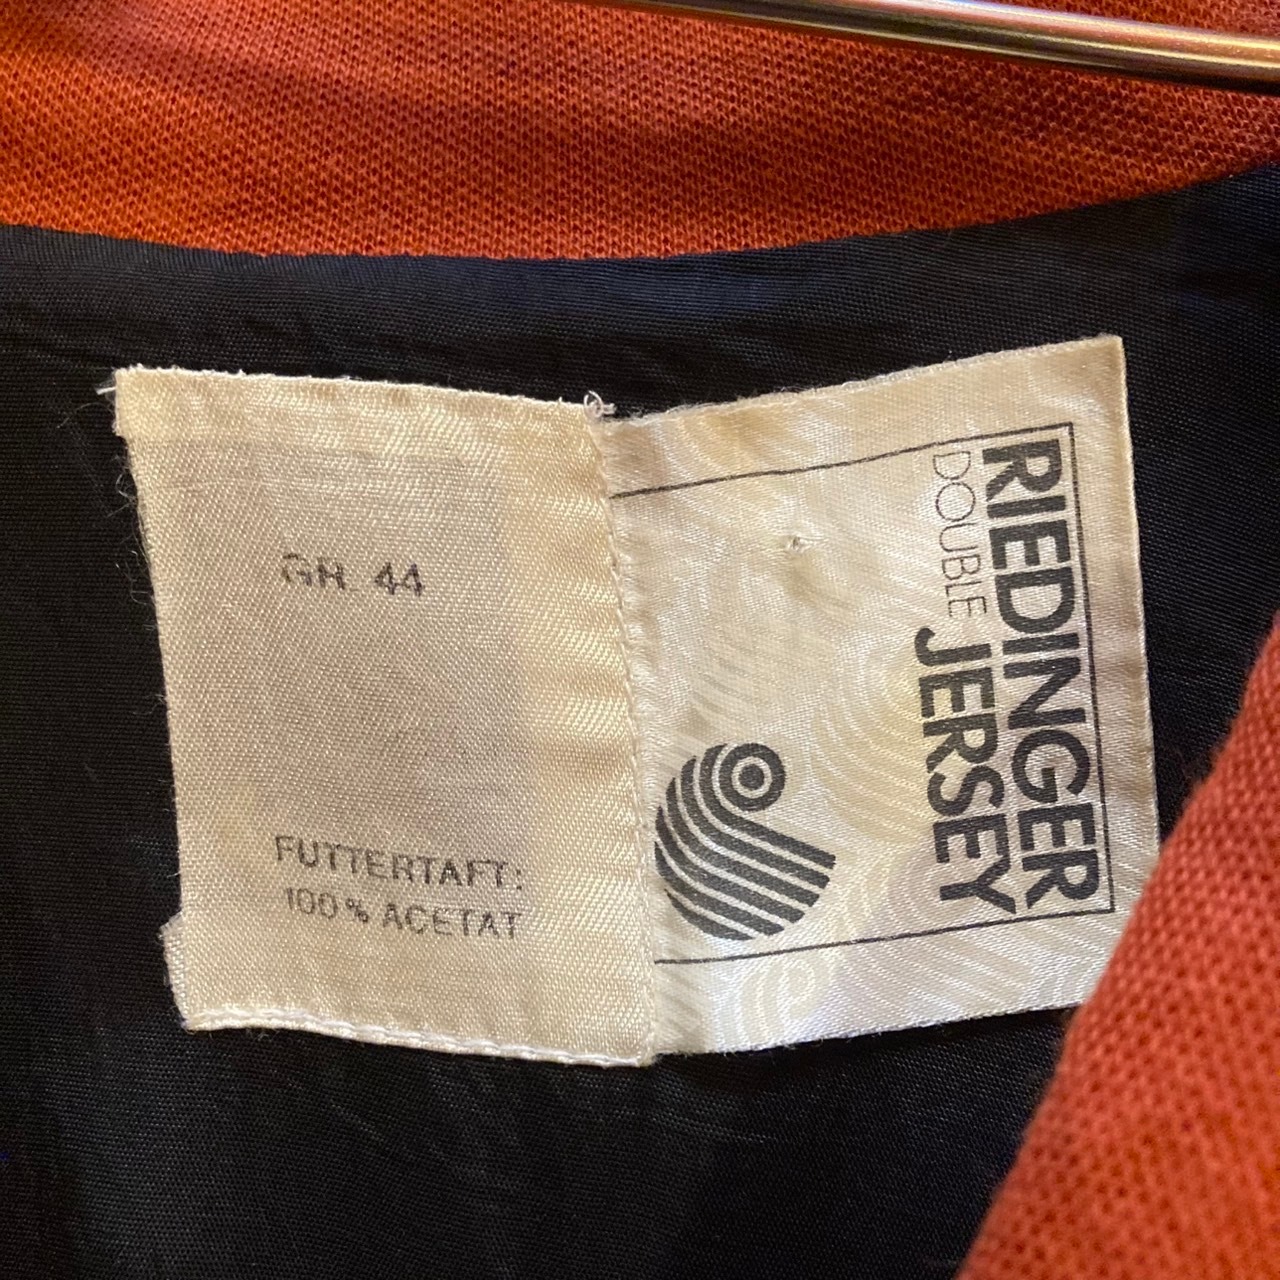 GR 44
FUTTERTAFT:
100% ACETAT
RIEDINGER
DOUBLE JERSEY